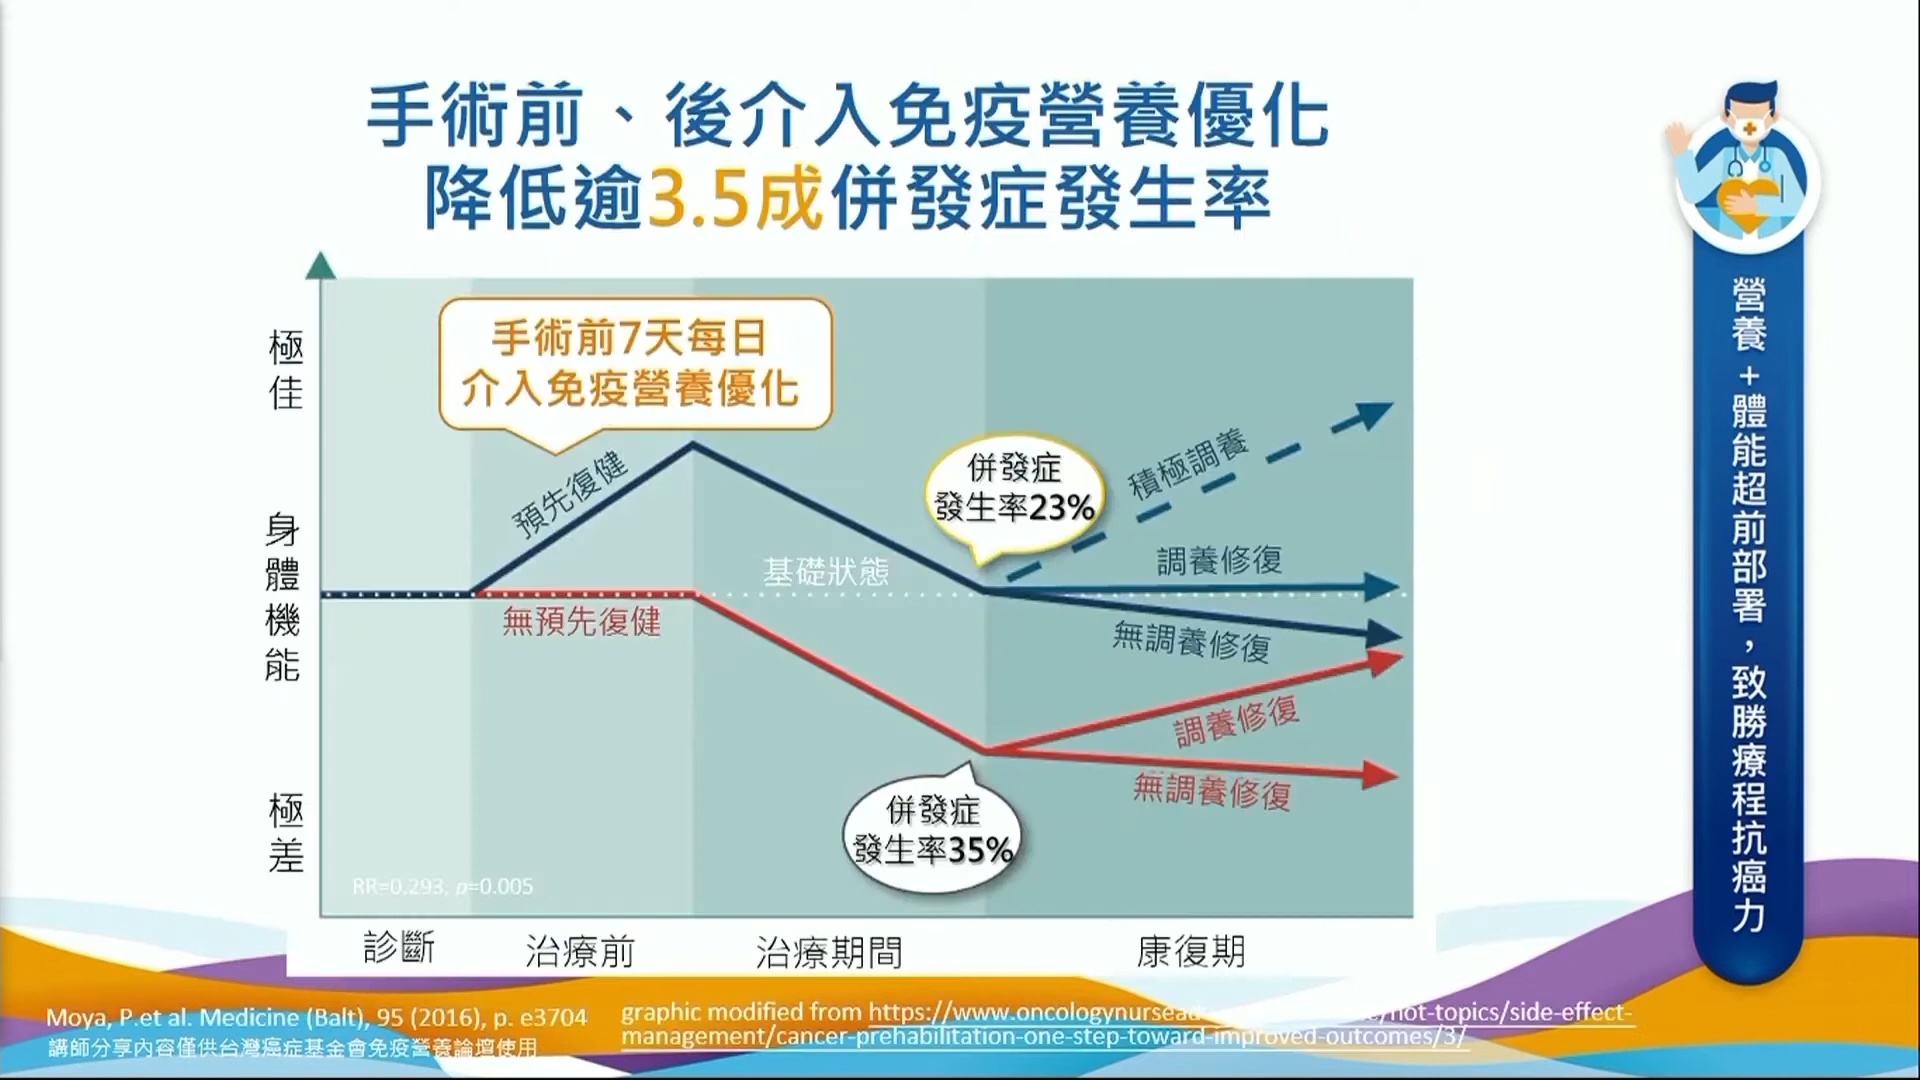 手術前、後介入免疫營養優化
降低逾3.5成併發症發生率
手術前7天每日
介入免疫營養優化
極佳
身體機能
極差
預先復健
無預先復健
基礎狀態
併發症
發生率23%
積極調養
調養修復
無調養修復
調養修復
無調養修復
併發症
發生率35%
RR=0.293, p=0.005
診斷
治療前
治療期間
康復期
營養+體能超前部署，致勝療程抗癌力
Moya, P.et al. Medicine (Balt), 95 (2016), p. e3704
講師分享內容僅供台灣癌症基金會免疫營養論壇使用
graphic modified from https://www.oncologynursead /hot-topics/side-effect-
management/cancer-prehabilitation-one-step-toward-improved-outcomes/3/